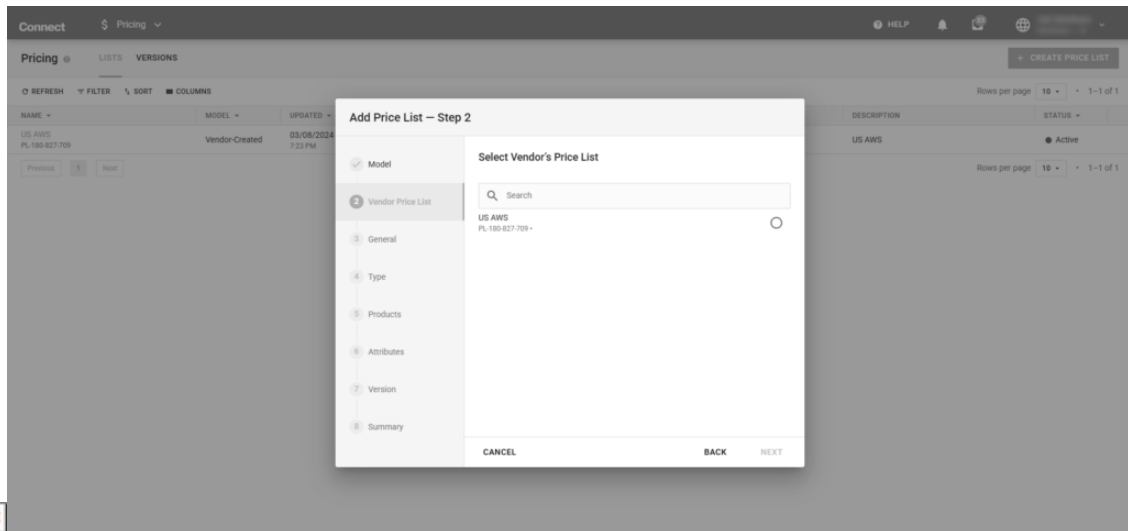 Connect $ Pricing HELP
Pricing LISTS VERSIONS + CREATE PRICE LIST
REFRESH FILTER SORT COLUMNS Rows per page 10 • 1–1 of 1
NAME MODEL UPDATED DESCRIPTION STATUS
US AWS
PL-180-827-709
Vendor-Created
03/08/2024
7:23 PM
US AWS
Active
Previous 1 Next Rows per page 10 • 1–1 of 1
Add Price List — Step 2
Model
2 Vendor Price List
3 General
4 Type
5 Products
6 Attributes
7 Version
8 Summary
Select Vendor's Price List
Search
US AWS
PL-180-827-709 •
CANCEL BACK NEXT